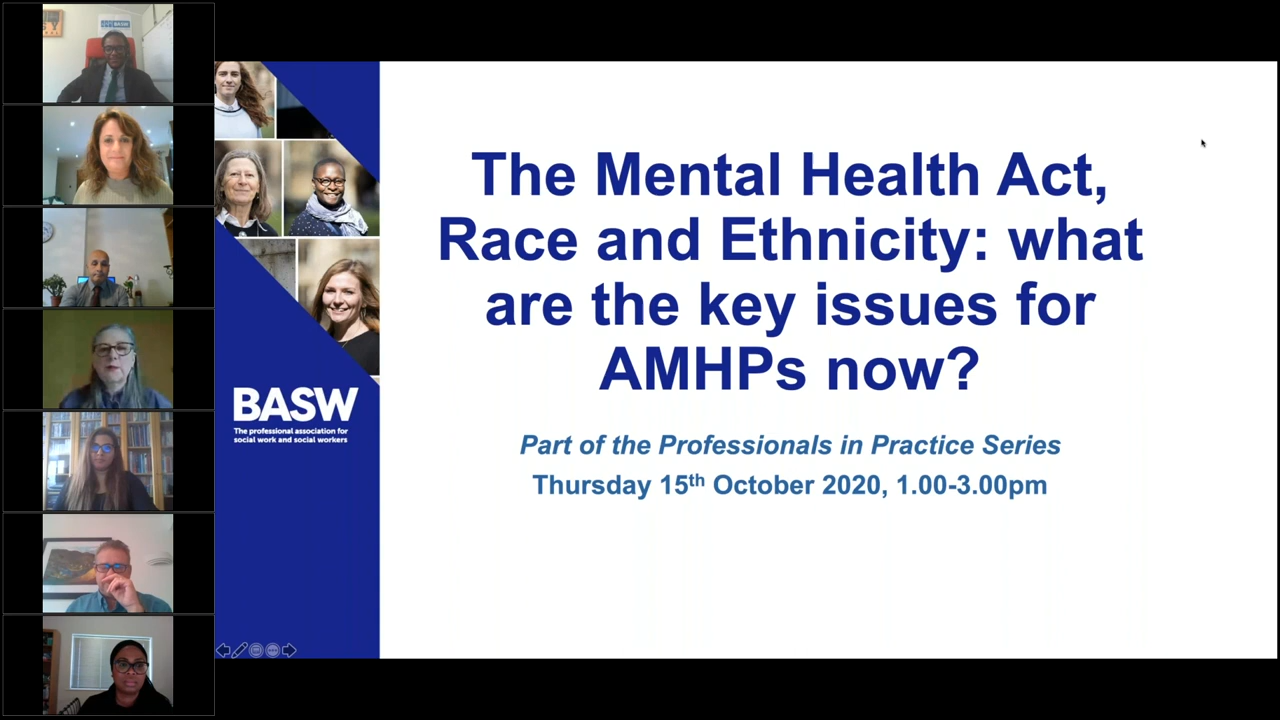 BASW
The Mental Health Act,
Race and Ethnicity: what
are the key issues for
AMHPs now?
Part of the Professionals in Practice Series
Thursday 15th October 2020, 1.00-3.00pm
BASW
The professional association for
social work and social workers